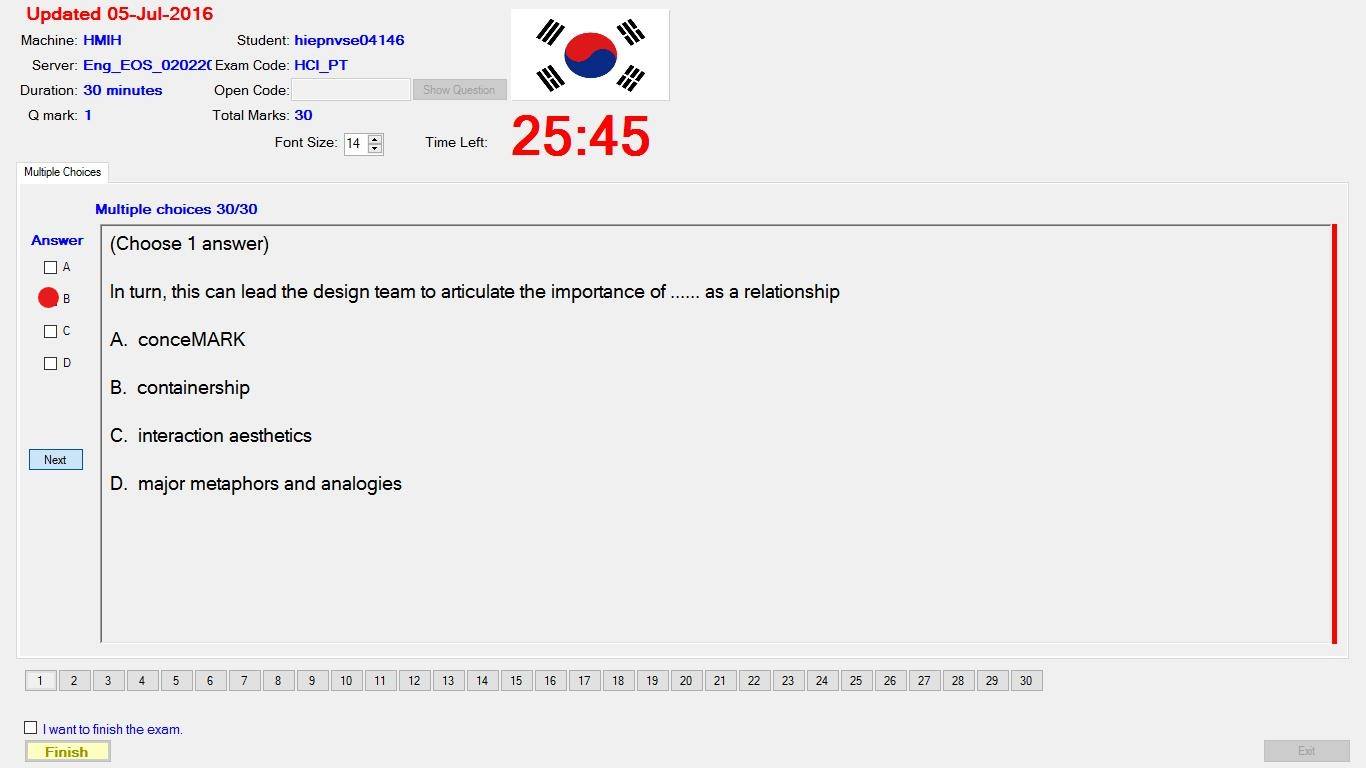 Updated 05-Jul-2016
Machine: HMIH Student: hiepnvse04146
Server: Eng_EOS_020220 Exam Code: HCI_PT
Duration: 30 minutes Open Code: Show Question
Q mark: 1 Total Marks: 30
Font Size: 14 Time Left: 25:45
Multiple Choices
Multiple choices 30/30
Answer
A
B
C
D
Next
(Choose 1 answer)
In turn, this can lead the design team to articulate the importance of ...... as a relationship
A. conceMARK
B. containership
C. interaction aesthetics
D. major metaphors and analogies
1 2 3 4 5 6 7 8 9 10 11 12 13 14 15 16 17 18 19 20 21 22 23 24 25 26 27 28 29 30
I want to finish the exam.
Finish
Exit